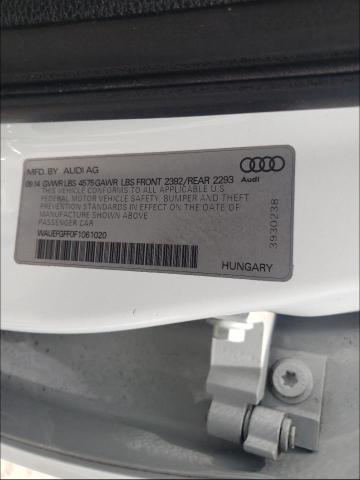 MFD. BY AUDI AG
09/14 GVWR LBS 4575 GAWR LBS FRONT 2392/REAR 2293
THIS VEHICLE CONFORMS TO ALL APPLICABLE U.S.
FEDERAL MOTOR VEHICLE SAFETY, BUMPER AND THEFT
PREVENTION STANDARDS IN EFFECT ON THE DATE OF
MANUFACTURE SHOWN ABOVE.
PASSENGER CAR
WAUEFGFF0F1061020
Audi
3930238
HUNGARY